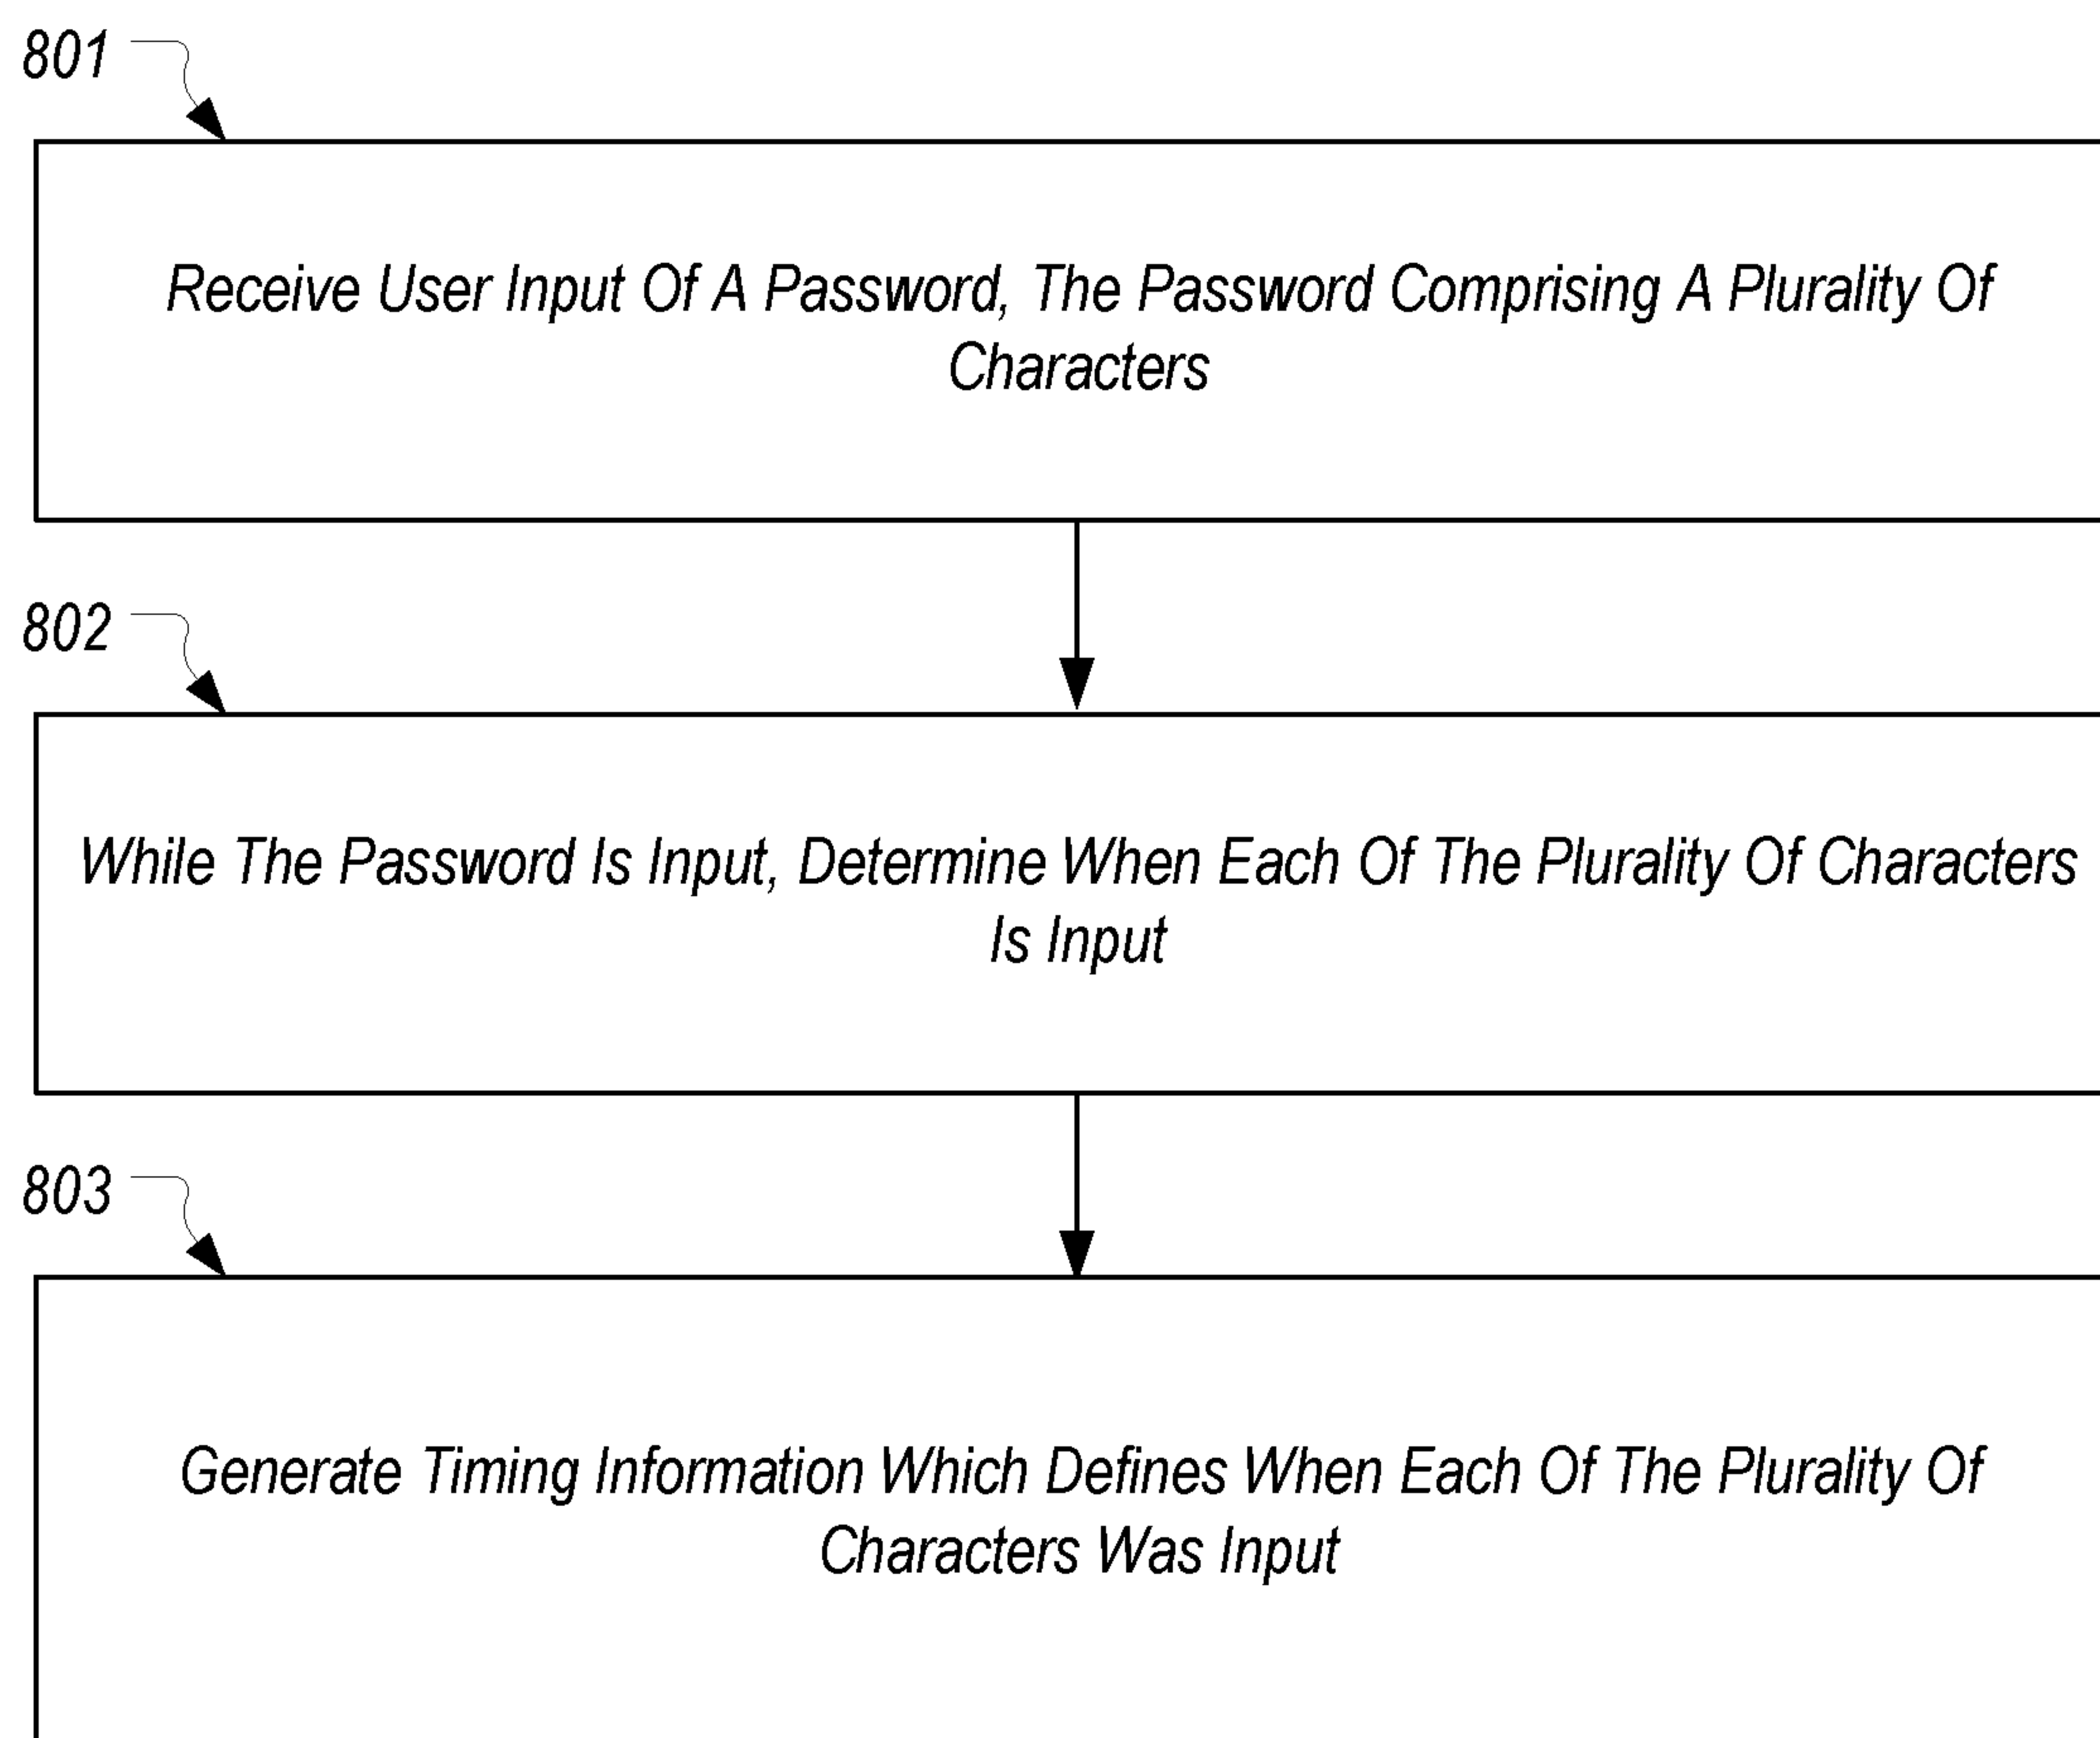 801
Receive User Input Of A Password, The Password Comprising A Plurality Of
Characters
802
While The Password Is Input, Determine When Each Of The Plurality Of Characters
Is Input
803
Generate Timing Information Which Defines When Each Of The Plurality Of
Characters Was Input